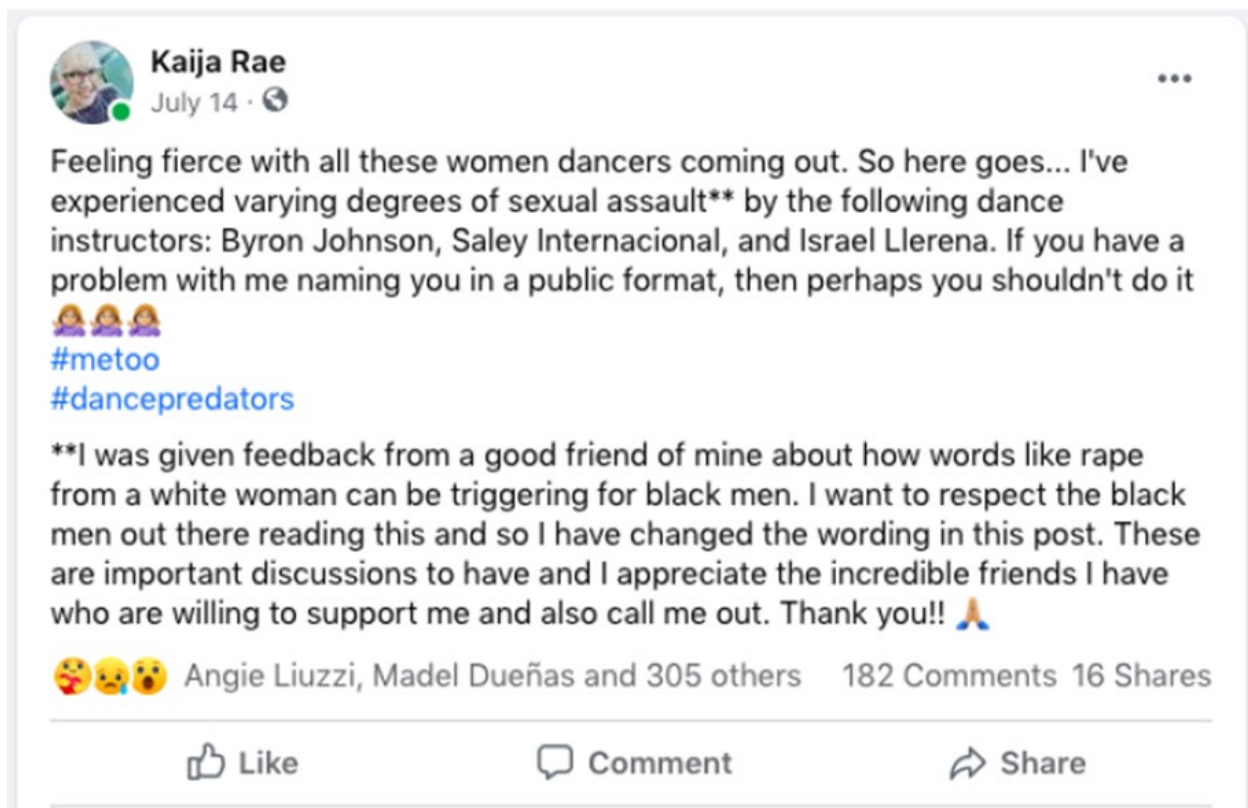 Kaija Rae
July 14 ·
Feeling fierce with all these women dancers coming out. So here goes... I've
experienced varying degrees of sexual assault** by the following dance
instructors: Byron Johnson, Saley Internacional, and Israel Llerena. If you have a
problem with me naming you in a public format, then perhaps you shouldn't do it
🤷🏼‍♀️🤷🏼‍♀️🤷🏼‍♀️
#metoo
#dancepredators
**I was given feedback from a good friend of mine about how words like rape
from a white woman can be triggering for black men. I want to respect the black
men out there reading this and so I have changed the wording in this post. These
are important discussions to have and I appreciate the incredible friends I have
who are willing to support me and also call me out. Thank you!! 🙏🏼
Angie Liuzzi, Madel Dueñas and 305 others 182 Comments 16 Shares
Like Comment Share